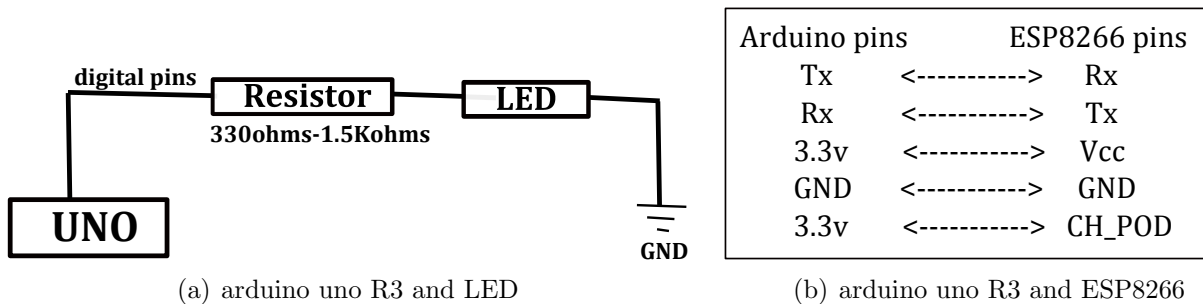 digital pins
Resistor
LED
330ohms-1.5Kohms
UNO
GND
(a) arduino uno R3 and LED
Arduino pins ESP8266 pins
Tx <-----------> Rx
Rx <-----------> Tx
3.3v <-----------> Vcc
GND <-----------> GND
3.3v <-----------> CH_POD
(b) arduino uno R3 and ESP8266